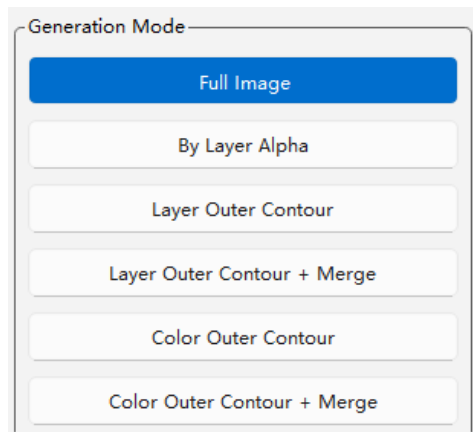 Generation Mode
Full Image
By Layer Alpha
Layer Outer Contour
Layer Outer Contour + Merge
Color Outer Contour
Color Outer Contour + Merge